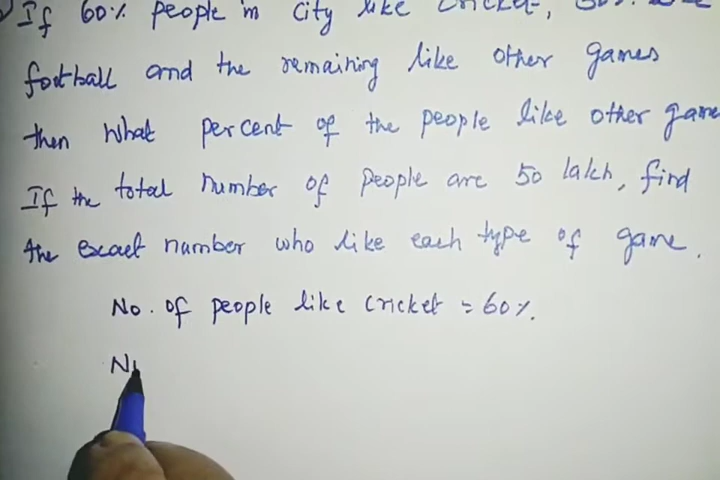 If 60% people in city like cricket,
football and the remaining like other games
then what percent of the people like other game
If the total number of people are 50 lakh, find
the exact number who like each type of game.
No. of people like cricket = 60%.
N